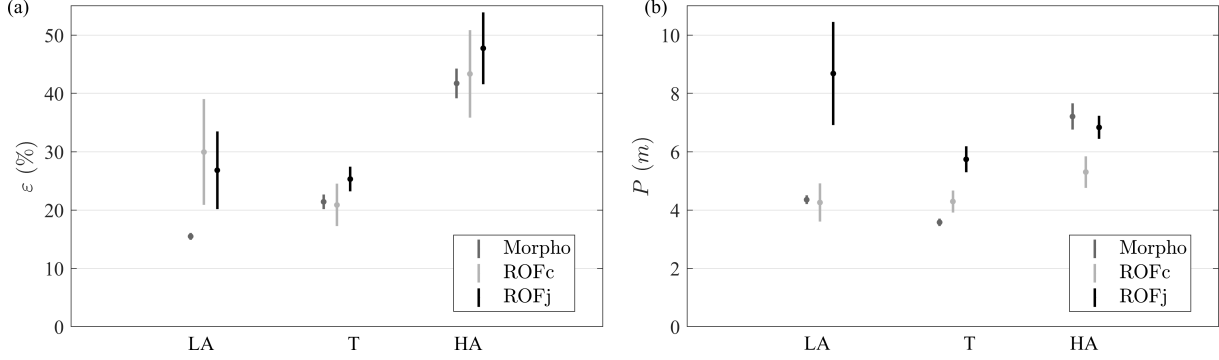 (a)
50
40
30
20
10
0
ε (%)
LA T HA
Morpho
ROFc
ROFj
(b)
10
8
6
4
2
0
P (m)
LA T HA
Morpho
ROFc
ROFj